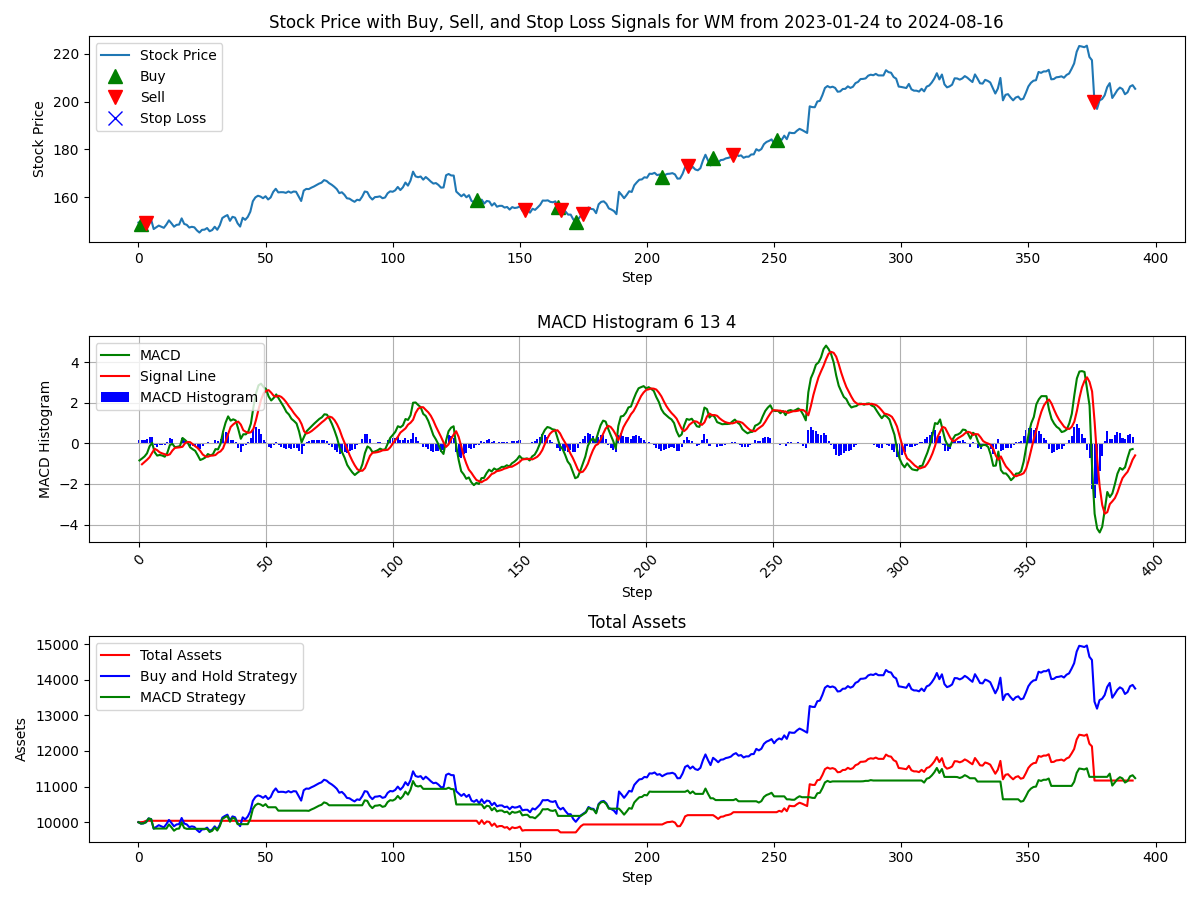 Stock Price with Buy, Sell, and Stop Loss Signals for WM from 2023-01-24 to 2024-08-16
Stock Price
Buy
Sell
Stop Loss
220
200
180
160
Stock Price
0 50 100 150 200 250 300 350 400
Step
MACD Histogram 6 13 4
MACD
Signal Line
MACD Histogram
4
2
0
−2
−4
MACD Histogram
0 50 100 150 200 250 300 350 400
Step
Total Assets
Total Assets
Buy and Hold Strategy
MACD Strategy
15000
14000
13000
12000
11000
10000
Assets
0 50 100 150 200 250 300 350 400
Step